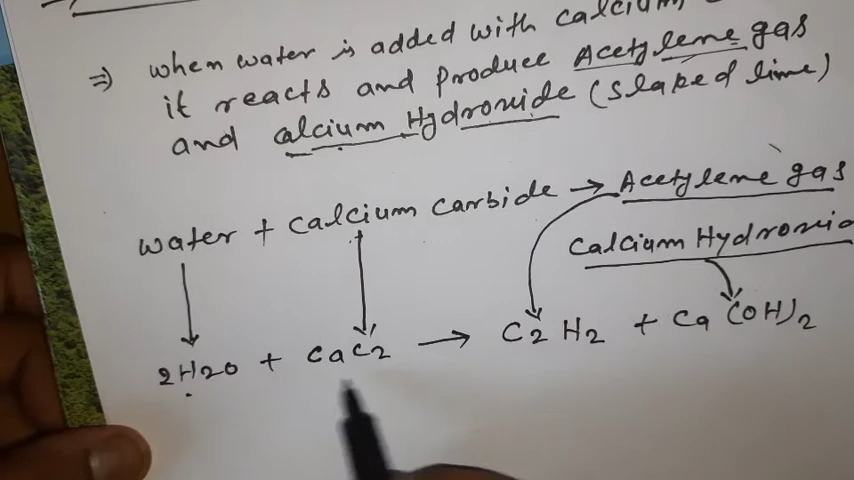 => when water is added with calcium
it reacts and produce Acetylene gas
and calcium Hydroxide (slaked lime)
water + calcium carbide → Acetylene gas
calcium Hydroxid
2H2O + CaC2 → C2H2 + Ca(OH)2